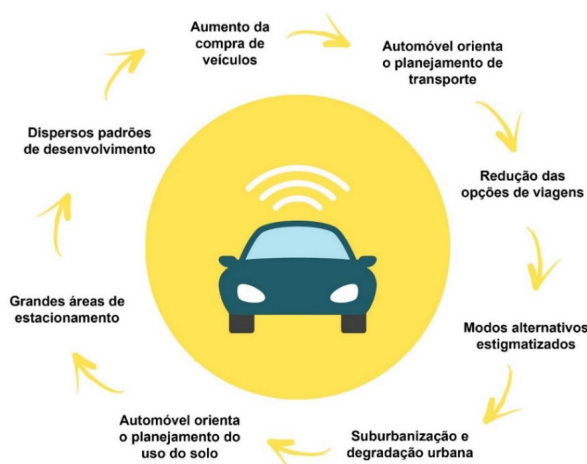 Aumento da
compra de
veículos
Automóvel orienta
o planejamento de
transporte
Redução das
opções de viagens
Modos alternativos
estigmatizados
Suburbanização e
degradação urbana
Automóvel orienta
o planejamento do
uso do solo
Grandes áreas de
estacionamento
Dispersos padrões
de desenvolvimento